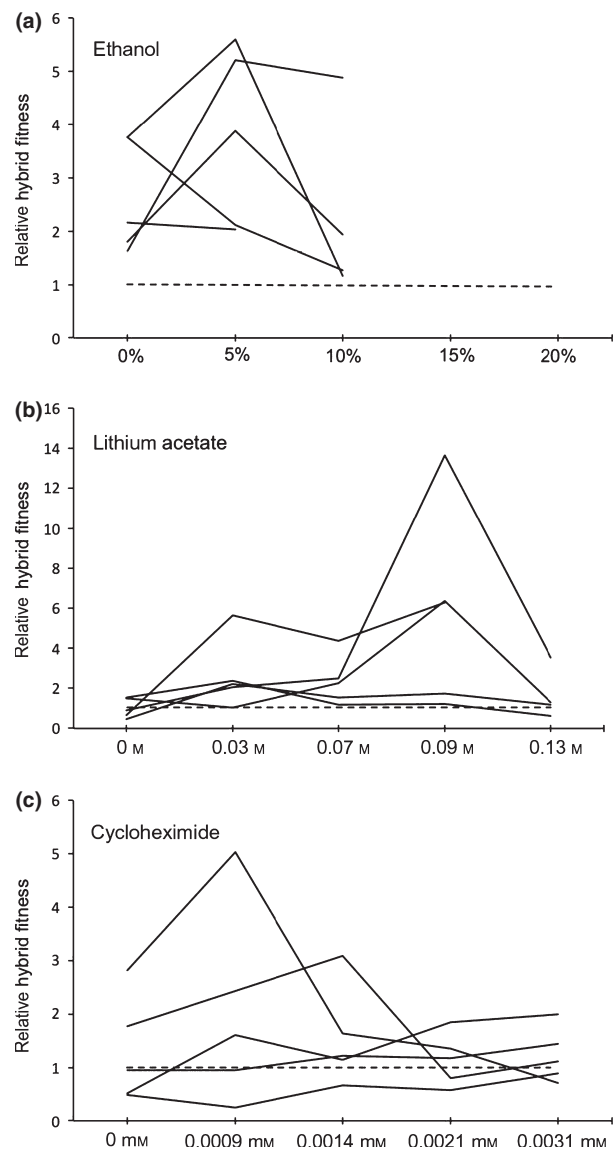 (a)
Ethanol
Relative hybrid fitness
6
5
4
3
2
1
0
0% 5% 10% 15% 20%
(b)
Lithium acetate
Relative hybrid fitness
16
14
12
10
8
6
4
2
0
0 M 0.03 M 0.07 M 0.09 M 0.13 M
(c)
Cycloheximide
Relative hybrid fitness
6
5
4
3
2
1
0
0 mM 0.0009 mM 0.0014 mM 0.0021 mM 0.0031 mM